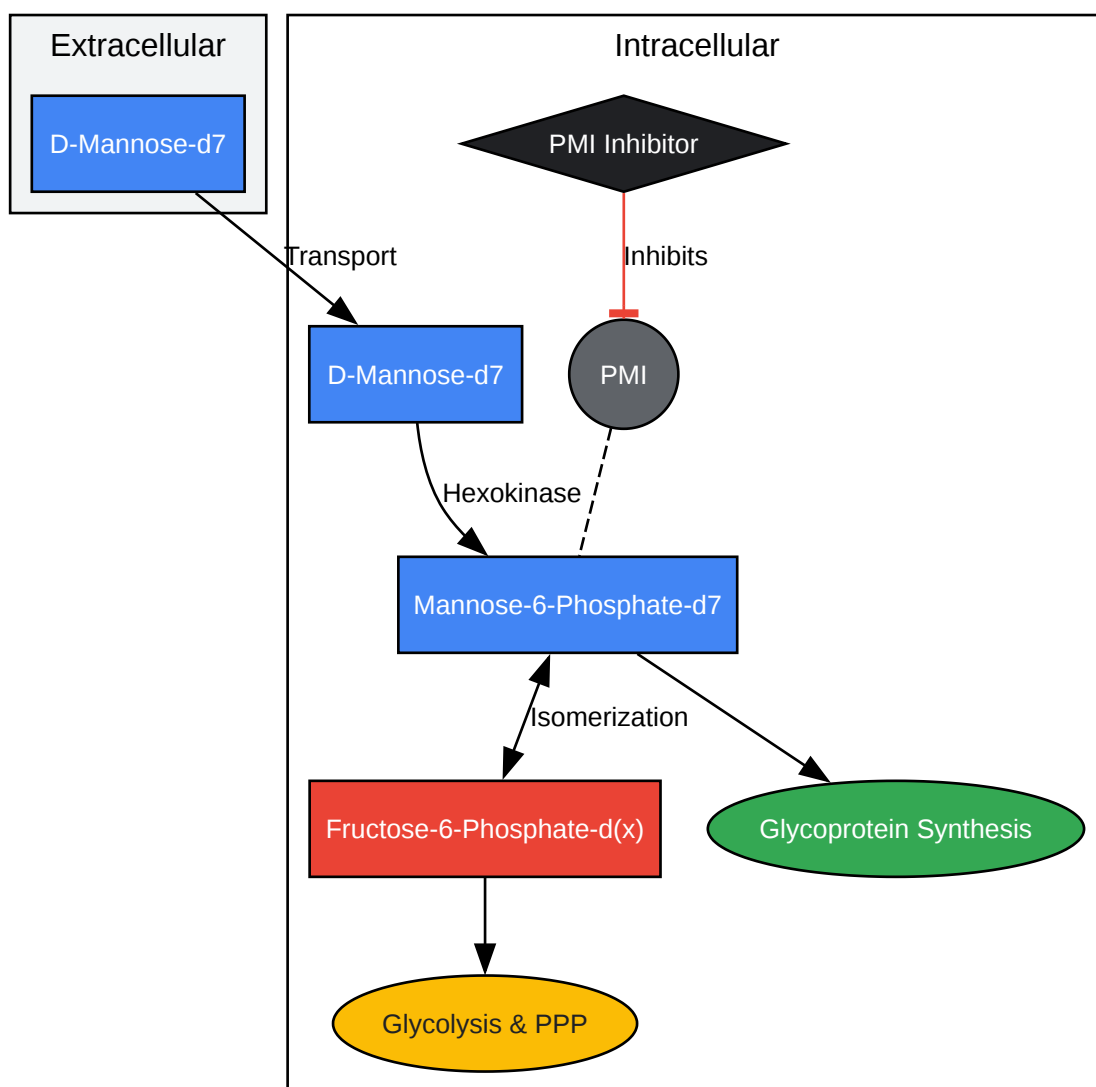 Extracellular
Intracellular
D-Mannose-d7
PMI Inhibitor
Transport
Inhibits
D-Mannose-d7
PMI
Hexokinase
Mannose-6-Phosphate-d7
Isomerization
Fructose-6-Phosphate-d(x)
Glycoprotein Synthesis
Glycolysis & PPP